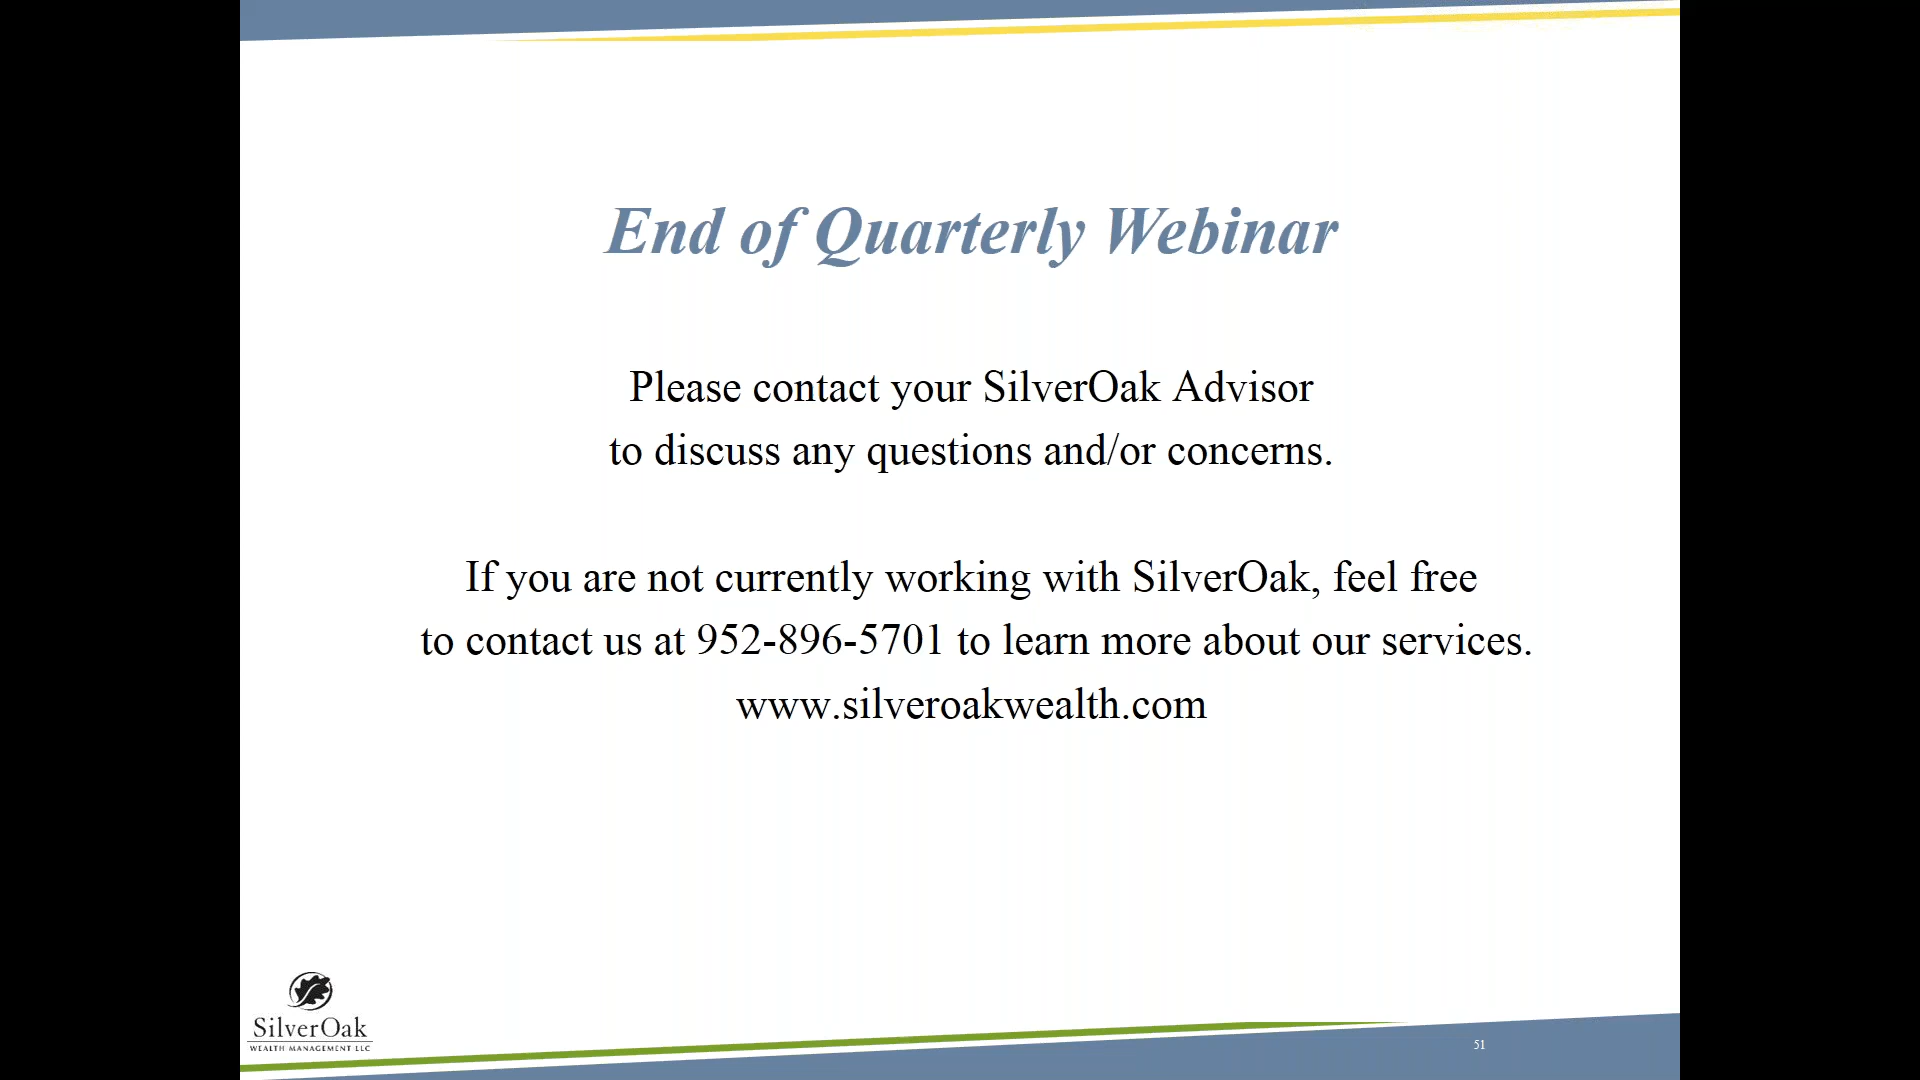 End of Quarterly Webinar
Please contact your SilverOak Advisor
to discuss any questions and/or concerns.
If you are not currently working with SilverOak, feel free
to contact us at 952-896-5701 to learn more about our services.
www.silveroakwealth.com
SilverOak
WEALTH MANAGEMENT LLC
51